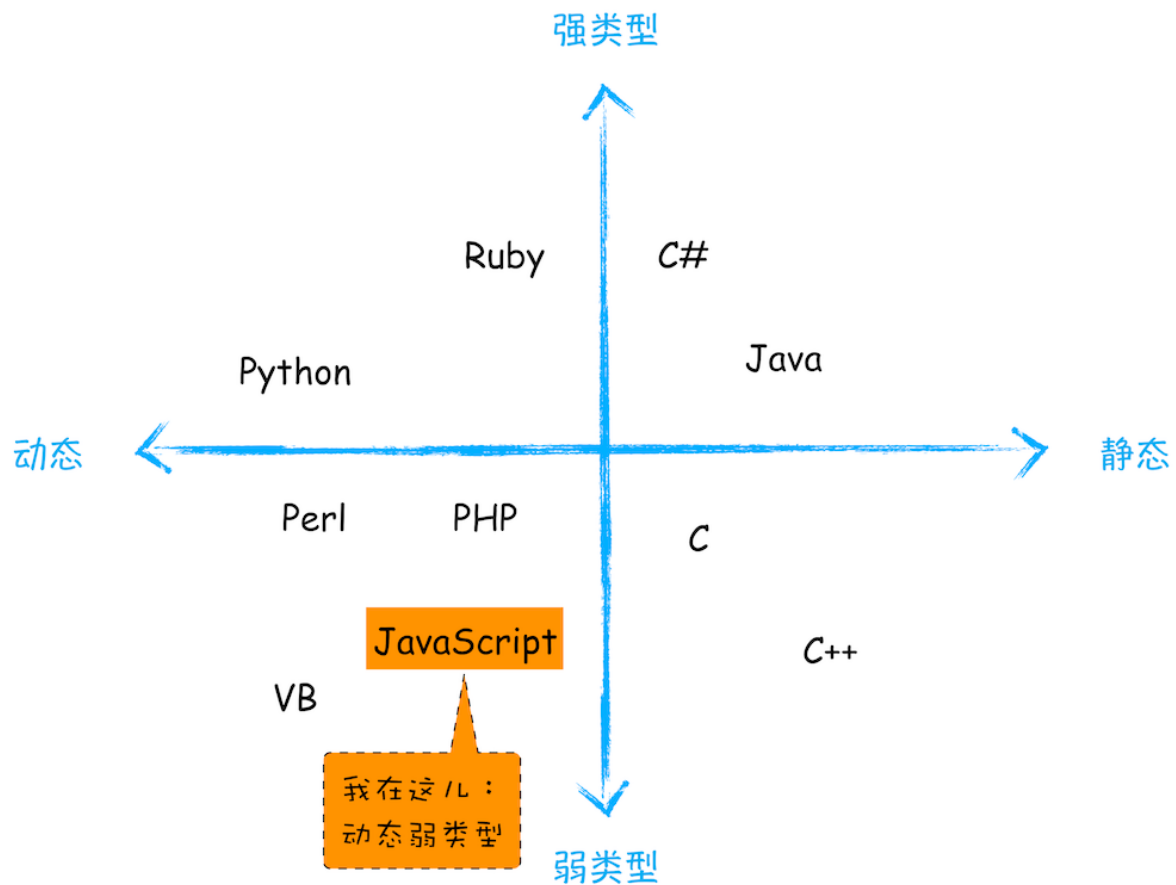 强类型
Ruby
C#
Java
Python
动态
静态
Perl
PHP
C
JavaScript
C++
VB
我在这儿：
动态弱类型
弱类型